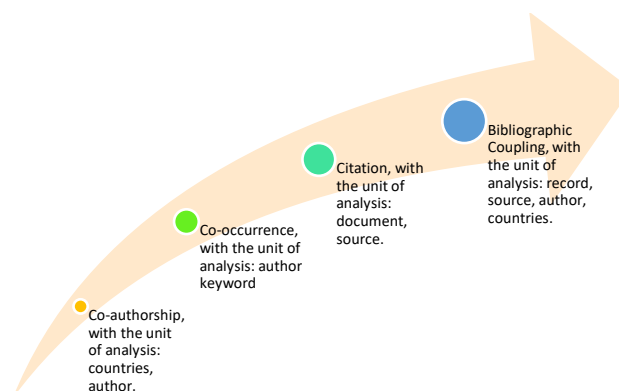 Co-authorship,
with the unit
of analysis:
countries,
author.
Co-occurrence,
with the unit of
analysis: author
keyword
Citation, with
the unit of
analysis:
document,
source.
Bibliographic
Coupling, with
the unit of
analysis: record,
source, author,
countries.